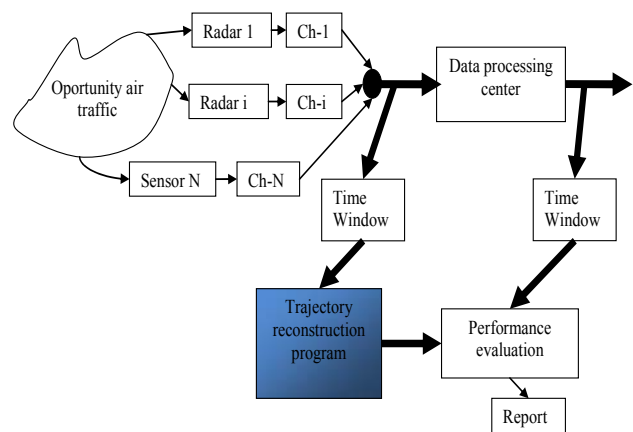 Radar 1
Ch-1
Oportunity air
traffic
Data processing
center
Radar i
Ch-i
Sensor N
Ch-N
Time
Window
Time
Window
Trajectory
reconstruction
program
Performance
evaluation
Report